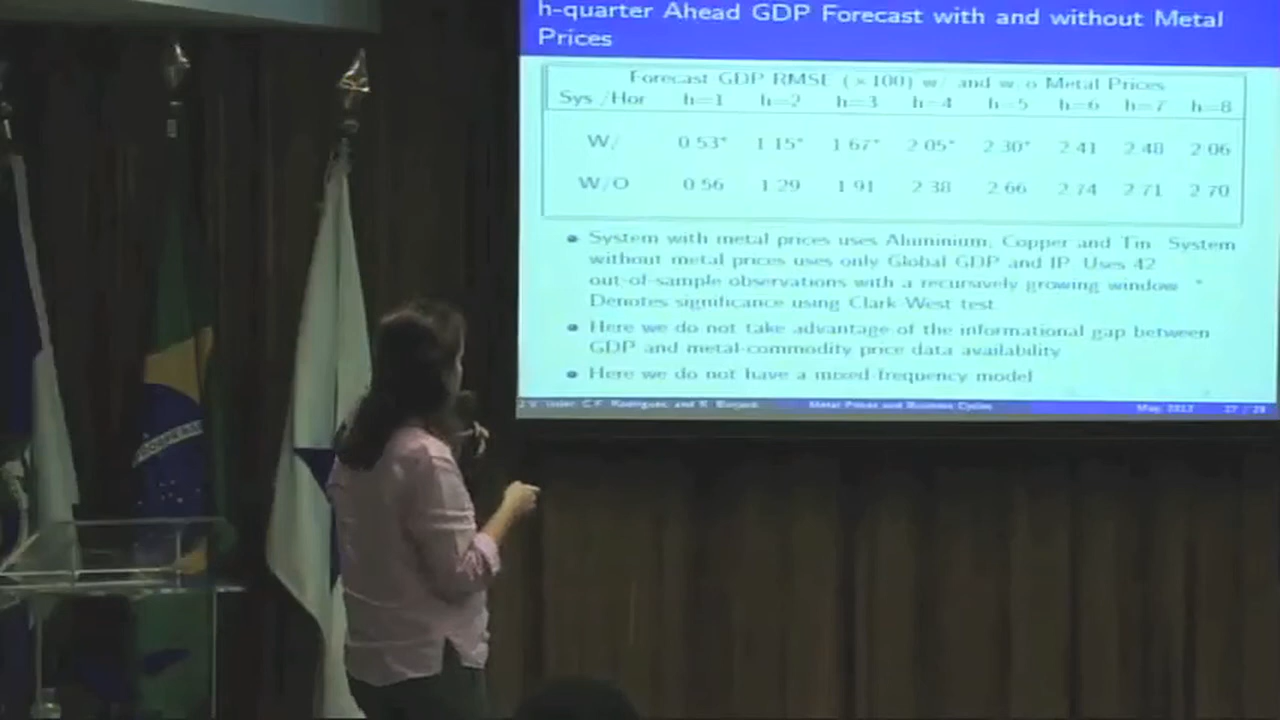 h-quarter Ahead GDP Forecast with and without Metal
Prices
Forecast GDP RMSE (×100) w/ and w/o Metal Prices
Sys./Hor h=1 h=2 h=3 h=4 h=5 h=6 h=7 h=8
W/ 0.53* 1.15* 1.67* 2.05* 2.30* 2.41 2.48 2.06
W/O 0.56 1.29 1.91 2.38 2.66 2.74 2.71 2.70
• System with metal prices uses Aluminium, Copper and Tin. System
without metal prices uses only Global GDP and IP. Uses 42
out-of-sample observations with a recursively growing window. *
Denotes significance using Clark-West test.
• Here we do not take advantage of the informational gap between
GDP and metal-commodity price data availability
• Here we do not have a mixed-frequency model
Metal Prices and Business Cycles
May, 2012
27 / 28